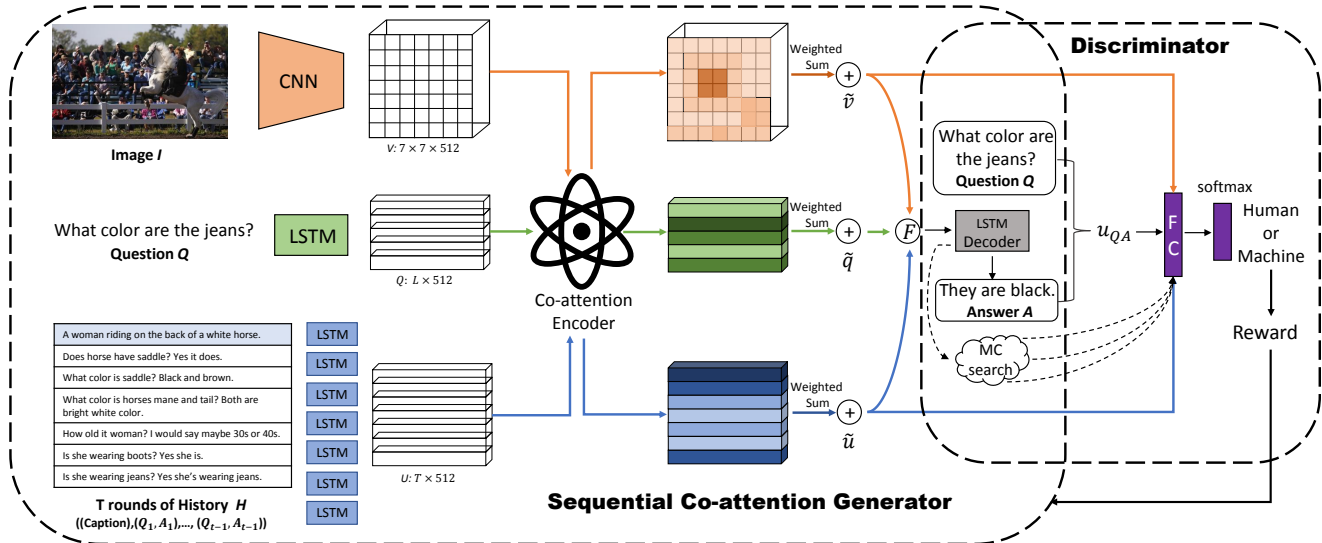 Discriminator
CNN
Image I
V: 7 × 7 × 512
Weighted
Sum
+
ṽ
What color are the jeans?
Question Q
LSTM
Q: L × 512
Co-attention
Encoder
Weighted
Sum
+
q̃
F
LSTM
Decoder
What color are
the jeans?
Question Q
They are black.
Answer A
MC
search
u_QA
F
C
softmax
Human
or
Machine
Reward
A woman riding on the back of a white horse.
Does horse have saddle? Yes it does.
What color is saddle? Black and brown.
What color is horses mane and tail? Both are
bright white color.
How old it woman? I would say maybe 30s or 40s.
Is she wearing boots? Yes she is.
Is she wearing jeans? Yes she's wearing jeans.
T rounds of History H
((Caption),(Q₁, A₁),..., (Qₜ₋₁, Aₜ₋₁))
LSTM
LSTM
LSTM
LSTM
LSTM
LSTM
LSTM
U: T × 512
Weighted
Sum
+
ũ
Sequential Co-attention Generator